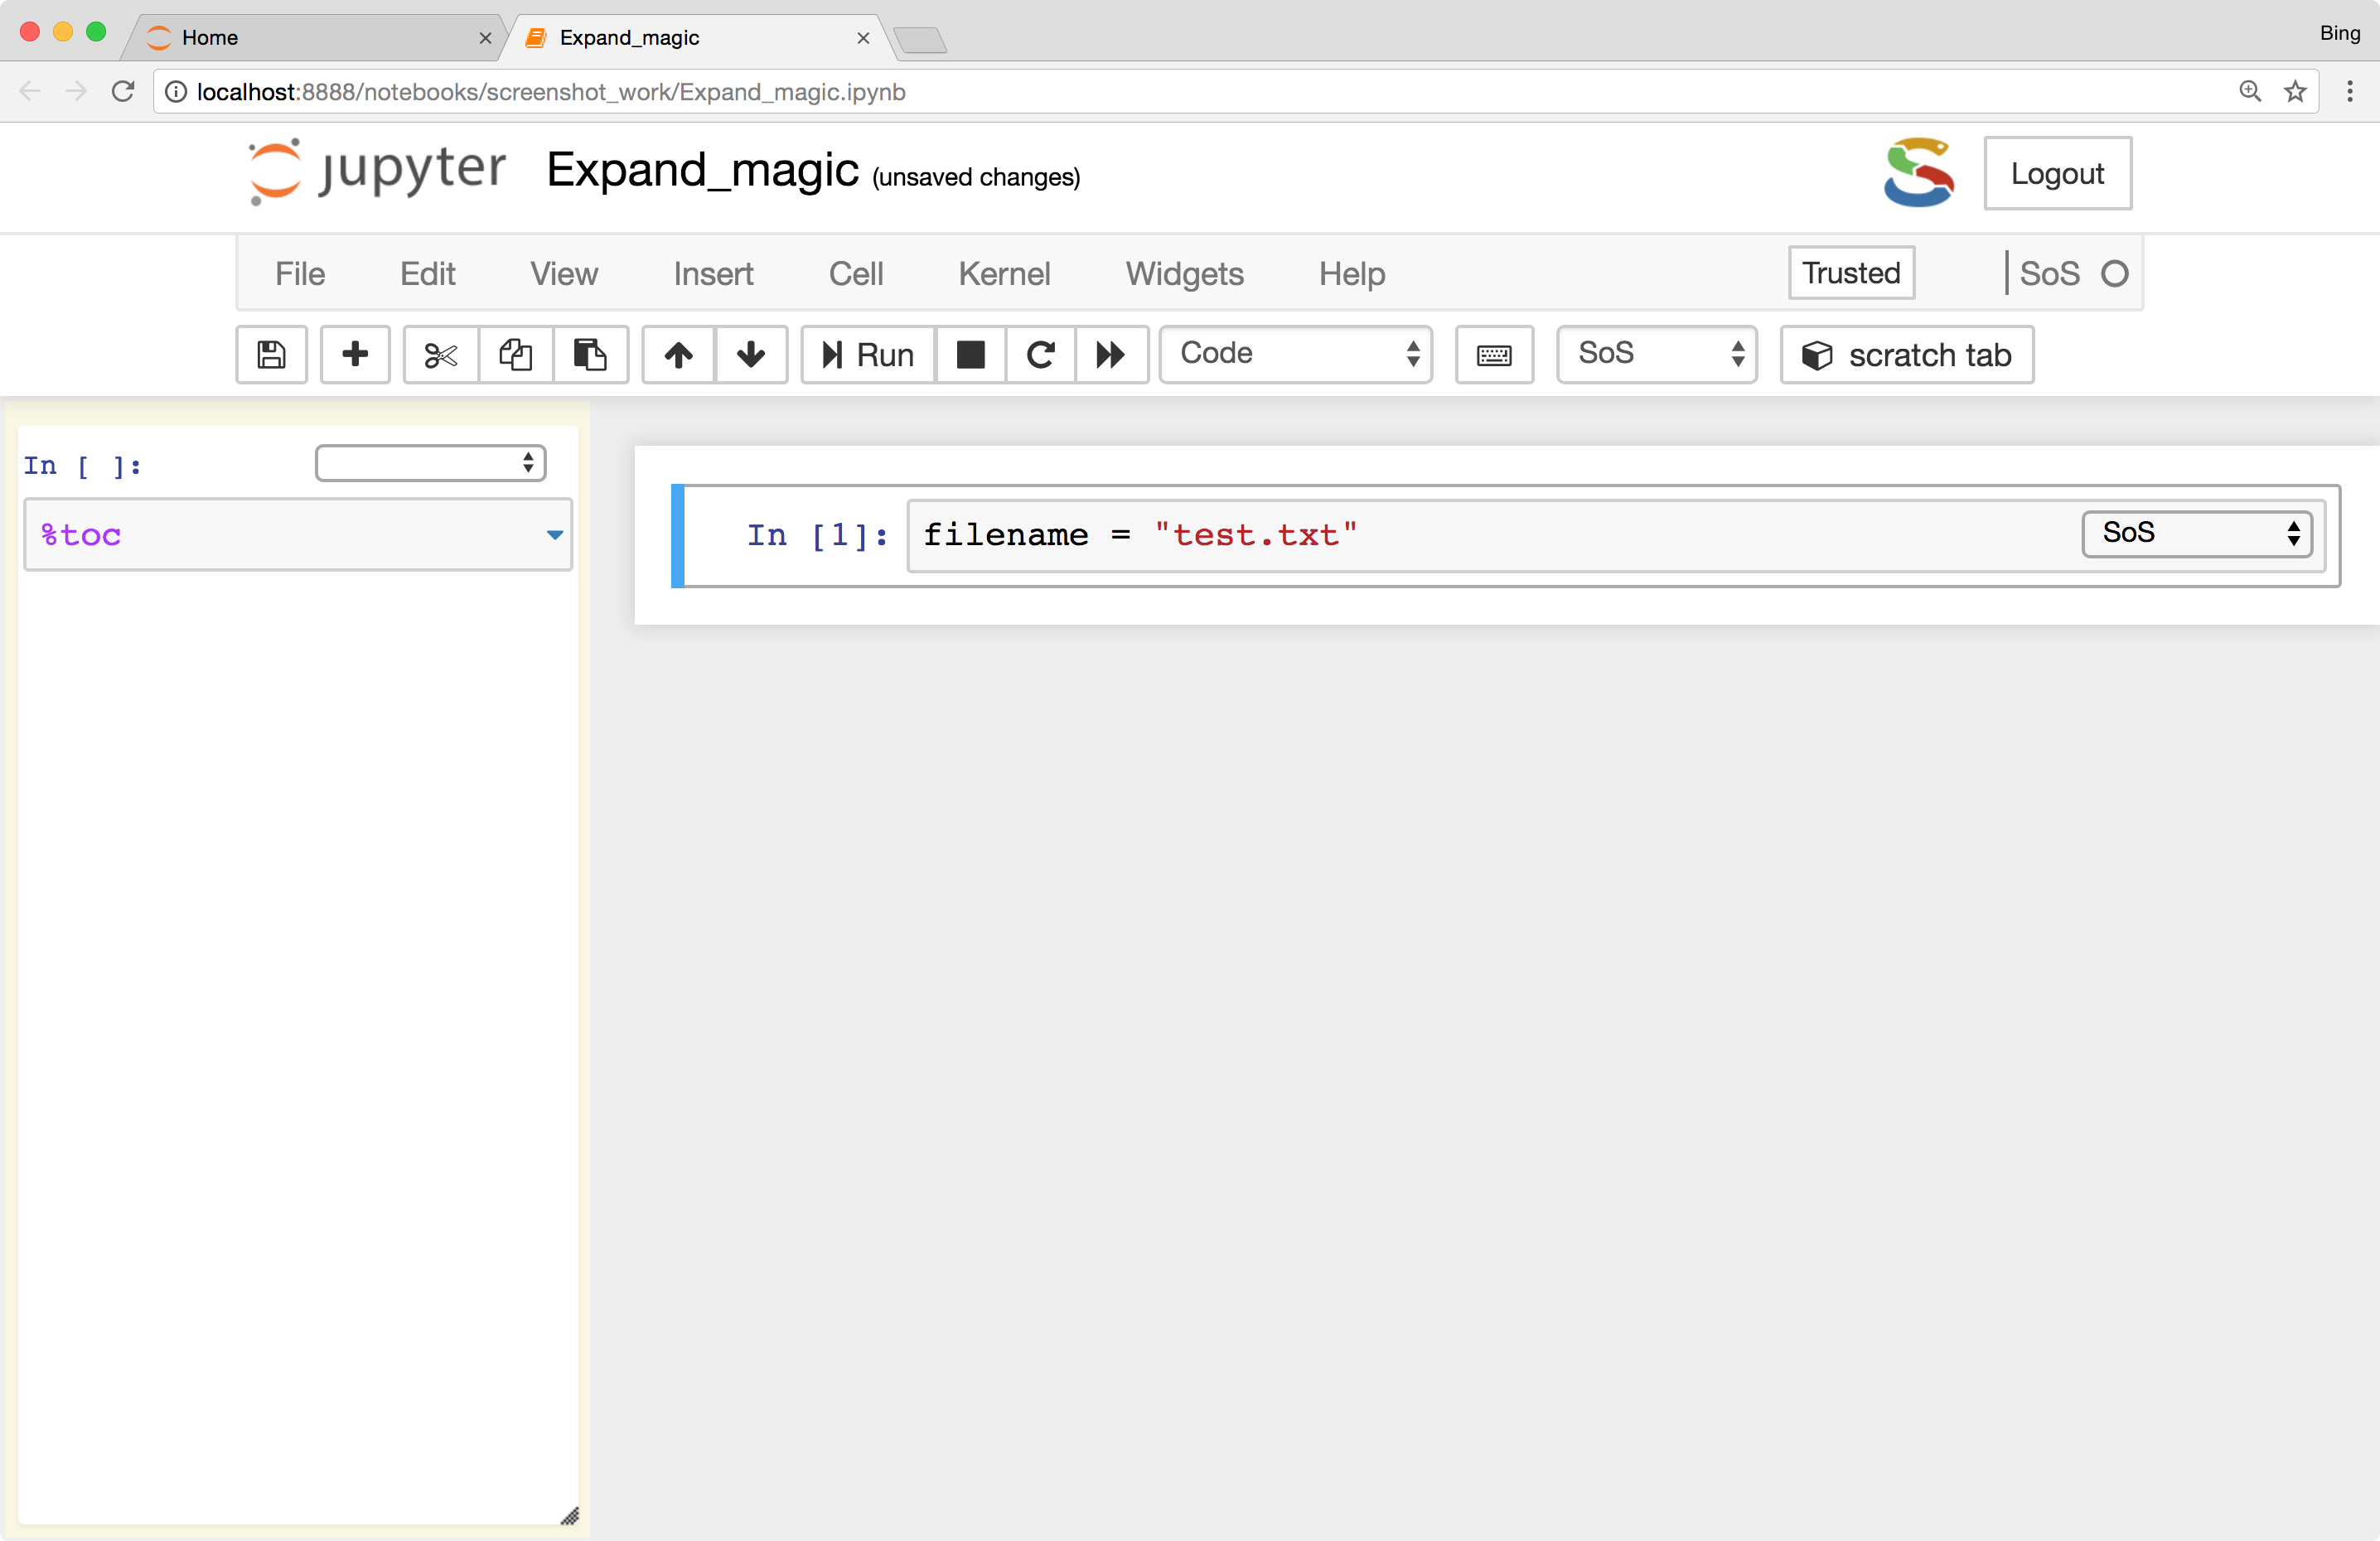 Home
Expand_magic
Bing
localhost:8888/notebooks/screenshot_work/Expand_magic.ipynb
jupyter Expand_magic (unsaved changes)
Logout
File Edit View Insert Cell Kernel Widgets Help
Trusted
SoS
Run
Code
SoS
scratch tab
In [ ]:
%toc
In [1]: filename = "test.txt"
SoS